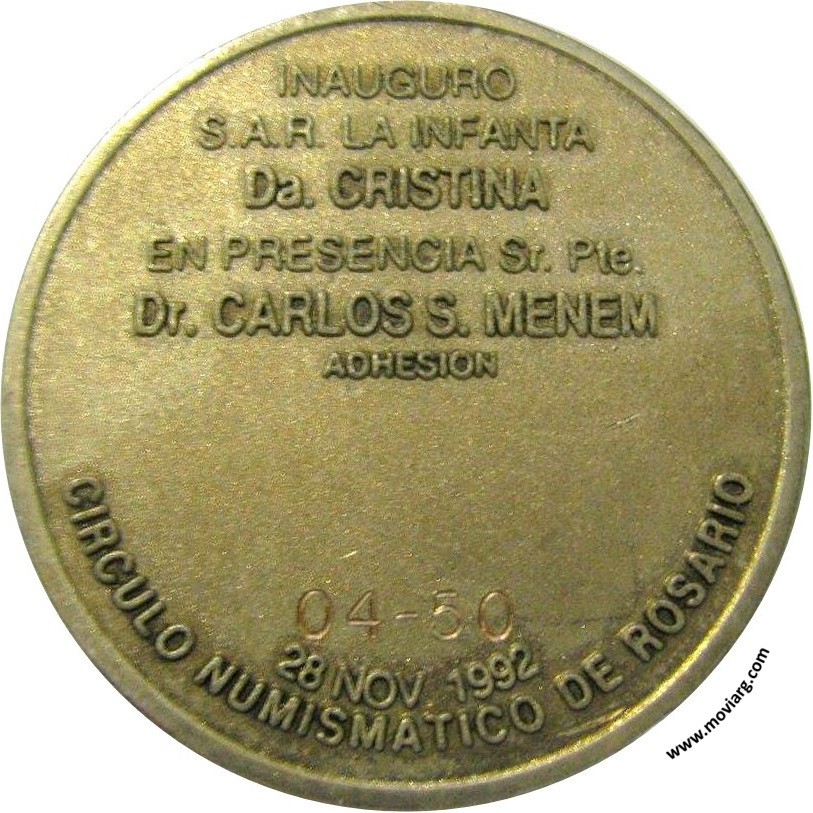 INAUGURO
S.A.R. LA INFANTA
Da. CRISTINA
EN PRESENCIA Sr. Pte.
Dr. CARLOS S. MENEM
ADHESION
04-50
28 NOV 1992
CIRCULO NUMISMATICO DE ROSARIO
www.moviarg.com